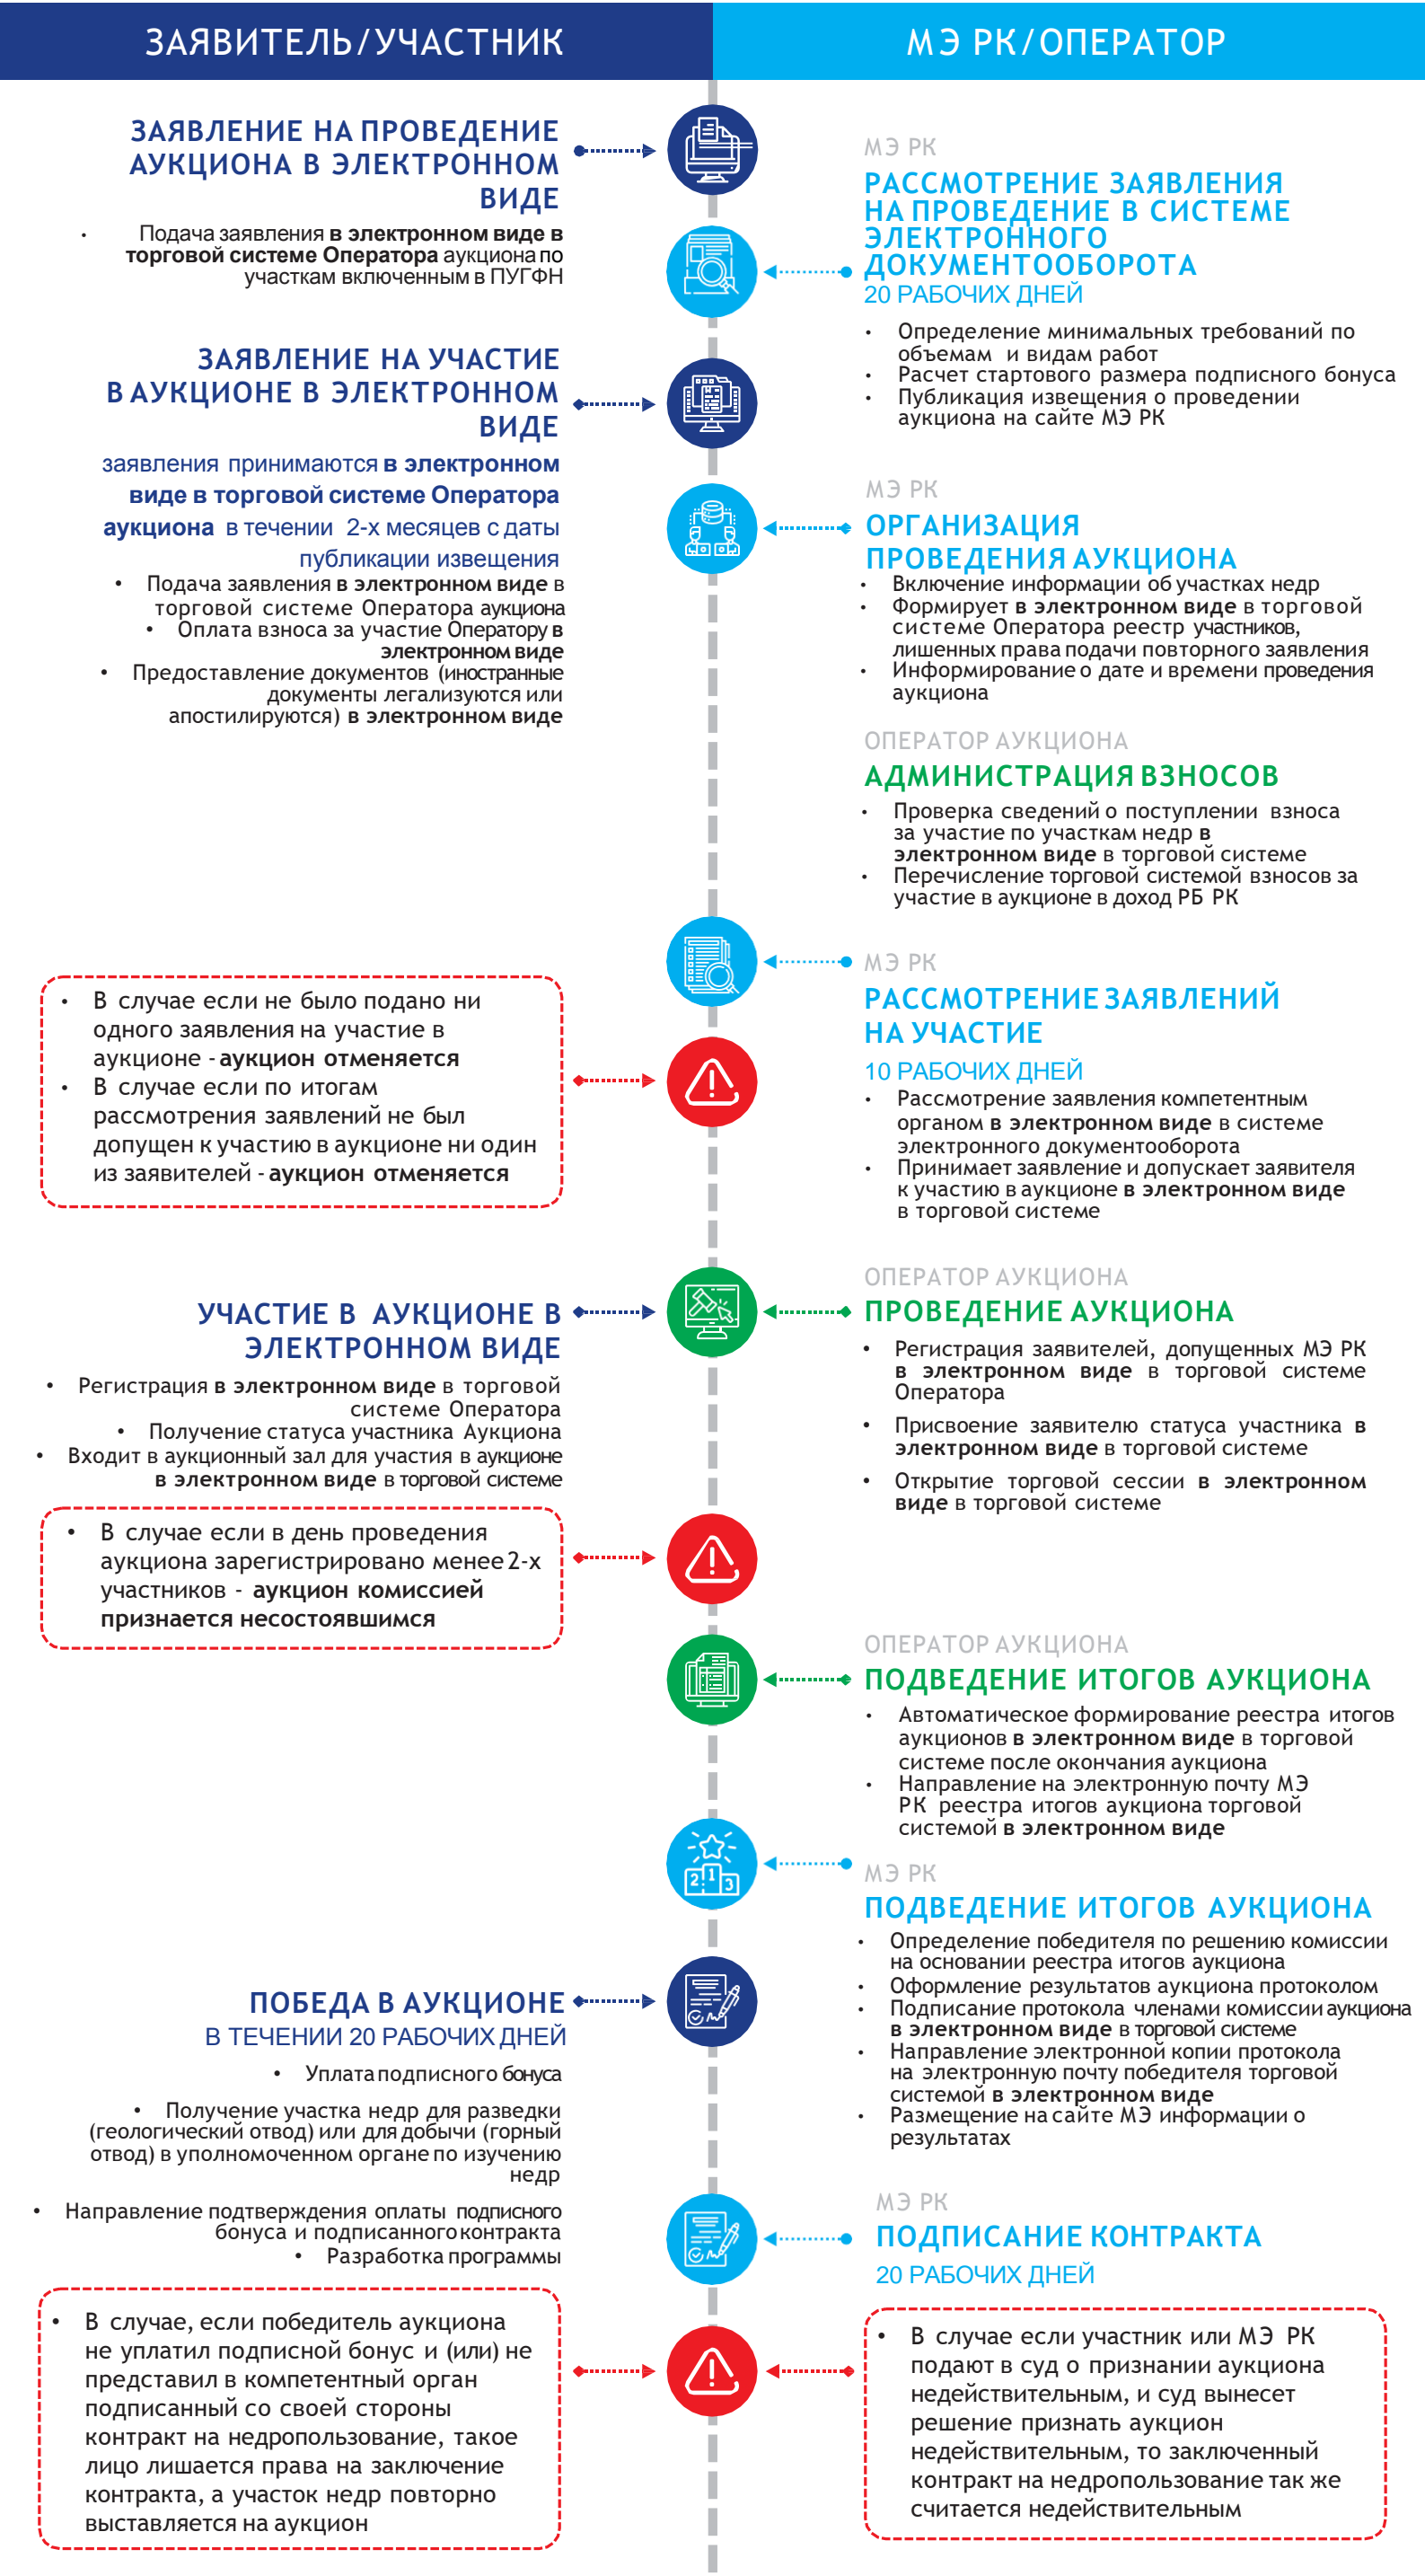 ЗАЯВИТЕЛЬ/УЧАСТНИК
МЭ РК/ОПЕРАТОР
ЗАЯВЛЕНИЕ НА ПРОВЕДЕНИЕ
АУКЦИОНА В ЭЛЕКТРОННОМ
ВИДЕ
• Подача заявления в электронном виде в
торговой системе Оператора аукциона по
участкам включенным в ПУГФН
МЭ РК
РАССМОТРЕНИЕ ЗАЯВЛЕНИЯ
НА ПРОВЕДЕНИЕ В СИСТЕМЕ
ЭЛЕКТРОННОГО
ДОКУМЕНТООБОРОТА
20 РАБОЧИХ ДНЕЙ
• Определение минимальных требований по
объемам и видам работ
• Расчет стартового размера подписного бонуса
• Публикация извещения о проведении
аукциона на сайте МЭ РК
ЗАЯВЛЕНИЕ НА УЧАСТИЕ
В АУКЦИОНЕ В ЭЛЕКТРОННОМ
ВИДЕ
заявления принимаются в электронном
виде в торговой системе Оператора
аукциона в течении 2-х месяцев с даты
публикации извещения
• Подача заявления в электронном виде в
торговой системе Оператора аукциона
• Оплата взноса за участие Оператору в
электронном виде
• Предоставление документов (иностранные
документы легализуются или
апостилируются) в электронном виде
МЭ РК
ОРГАНИЗАЦИЯ
ПРОВЕДЕНИЯ АУКЦИОНА
• Включение информации об участках недр
• Формирует в электронном виде в торговой
системе Оператора реестр участников,
лишенных права подачи повторного заявления
• Информирование о дате и времени проведения
аукциона
ОПЕРАТОР АУКЦИОНА
АДМИНИСТРАЦИЯ ВЗНОСОВ
• Проверка сведений о поступлении взноса
за участие по участкам недр в
электронном виде в торговой системе
• Перечисление торговой системой взносов за
участие в аукционе в доход РБ РК
МЭ РК
РАССМОТРЕНИЕ ЗАЯВЛЕНИЙ
НА УЧАСТИЕ
10 РАБОЧИХ ДНЕЙ
• Рассмотрение заявления компетентным
органом в электронном виде в системе
электронного документооборота
• Принимает заявление и допускает заявителя
к участию в аукционе в электронном виде
в торговой системе
• В случае если не было подано ни
одного заявления на участие в
аукционе - аукцион отменяется
• В случае если по итогам
рассмотрения заявлений не был
допущен к участию в аукционе ни один
из заявителей - аукцион отменяется
УЧАСТИЕ В АУКЦИОНЕ В
ЭЛЕКТРОННОМ ВИДЕ
• Регистрация в электронном виде в торговой
системе Оператора
• Получение статуса участника Аукциона
• Входит в аукционный зал для участия в аукционе
в электронном виде в торговой системе
ОПЕРАТОР АУКЦИОНА
ПРОВЕДЕНИЕ АУКЦИОНА
• Регистрация заявителей, допущенных МЭ РК
в электронном виде в торговой системе
Оператора
• Присвоение заявителю статуса участника в
электронном виде в торговой системе
• Открытие торговой сессии в электронном
виде в торговой системе
• В случае если в день проведения
аукциона зарегистрировано менее 2-х
участников - аукцион комиссией
признается несостоявшимся
ОПЕРАТОР АУКЦИОНА
ПОДВЕДЕНИЕ ИТОГОВ АУКЦИОНА
• Автоматическое формирование реестра итогов
аукционов в электронном виде в торговой
системе после окончания аукциона
• Направление на электронную почту МЭ
РК реестра итогов аукциона торговой
системой в электронном виде
2 1 3
МЭ РК
ПОДВЕДЕНИЕ ИТОГОВ АУКЦИОНА
• Определение победителя по решению комиссии
на основании реестра итогов аукциона
• Оформление результатов аукциона протоколом
• Подписание протокола членами комиссии аукциона
в электронном виде в торговой системе
• Направление электронной копии протокола
на электронную почту победителя торговой
системой в электронном виде
• Размещение на сайте МЭ информации о
результатах
ПОБЕДА В АУКЦИОНЕ
В ТЕЧЕНИИ 20 РАБОЧИХ ДНЕЙ
• Уплата подписного бонуса
• Получение участка недр для разведки
(геологический отвод) или для добычи (горный
отвод) в уполномоченном органе по изучению
недр
• Направление подтверждения оплаты подписного
бонуса и подписанного контракта
• Разработка программы
МЭ РК
ПОДПИСАНИЕ КОНТРАКТА
20 РАБОЧИХ ДНЕЙ
• В случае, если победитель аукциона
не уплатил подписной бонус и (или) не
представил в компетентный орган
подписанный со своей стороны
контракт на недропользование, такое
лицо лишается права на заключение
контракта, а участок недр повторно
выставляется на аукцион
• В случае если участник или МЭ РК
подают в суд о признании аукциона
недействительным, и суд вынесет
решение признать аукцион
недействительным, то заключенный
контракт на недропользование так же
считается недействительным